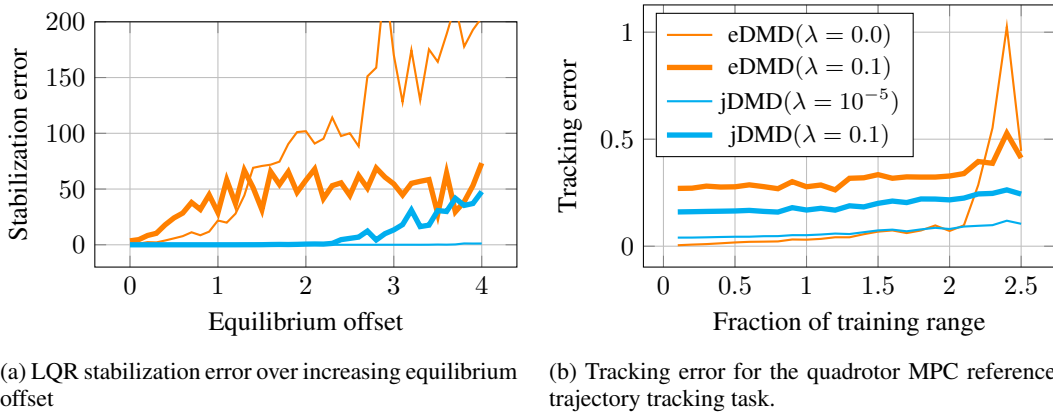 200
150
100
50
0
Stabilization error
0 1 2 3 4
Equilibrium offset
(a) LQR stabilization error over increasing equilibrium
offset
1
0.5
0
Tracking error
eDMD(λ = 0.0)
eDMD(λ = 0.1)
jDMD(λ = 10⁻⁵)
jDMD(λ = 0.1)
0 0.5 1 1.5 2 2.5
Fraction of training range
(b) Tracking error for the quadrotor MPC reference
trajectory tracking task.